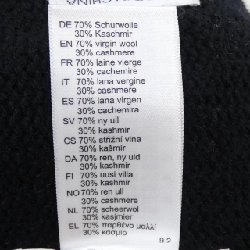 DE 70% Schurwolle
30% Kaschmir
EN 70% virgin wool
30% cashmere
FR 70% laine vierge
30% cachemire
IT 70% lana vergine
30% cashmere
ES 70% lana virgen
30% cachemira
SV 70% ny ull
30% kashmir
CS 70% střižní vlna
30% kašmír
DA 70% ren, ny uld
30% kashmir
FI 70% uusi villa
30% kashmir
NO 70% ren ull
30% cashmere
NL 70% scheerwol
30% kasjmier
EL 70% παρθένο μαλλί
30% κασμίρ